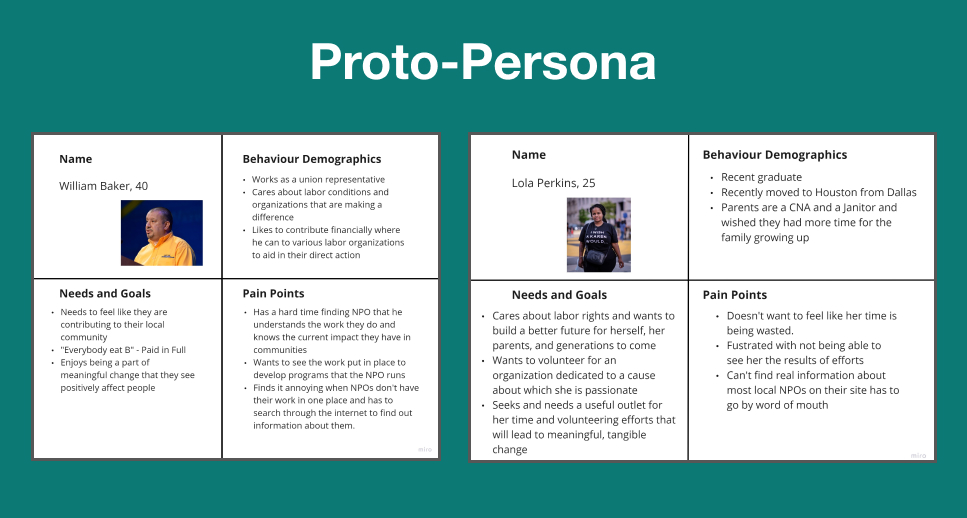 Proto-Persona
Name
William Baker, 40
Behaviour Demographics
• Works as a union representative
• Cares about labor conditions and
organizations that are making a
difference
• Likes to contribute financially where
he can to various labor organizations
to aid in their direct action
Needs and Goals
• Needs to feel like they are
contributing to their local
community
• "Everybody eat B" - Paid in Full
• Enjoys being a part of
meaningful change that they see
positively affect people
Pain Points
• Has a hard time finding NPO that he
understands the work they do and
knows the current impact they have in
communities
• Wants to see the work put in place to
develop programs that the NPO runs
• Finds it annoying when NPOs don't have
their work in one place and has to
search through the internet to find out
information about them.
miro
Name
Lola Perkins, 25
I WISH
A KAREN
WOULD...
Behaviour Demographics
• Recent graduate
• Recently moved to Houston from Dallas
• Parents are a CNA and a Janitor and
wished they had more time for the
family growing up
Needs and Goals
• Cares about labor rights and wants to
build a better future for herself, her
parents, and generations to come
• Wants to volunteer for an
organization dedicated to a cause
about which she is passionate
• Seeks and needs a useful outlet for
her time and volunteering efforts that
will lead to meaningful, tangible
change
Pain Points
• Doesn't want to feel like her time is
being wasted.
• Fustrated with not being able to
see her the results of efforts
• Can't find real information about
most local NPOs on their site has to
go by word of mouth
miro